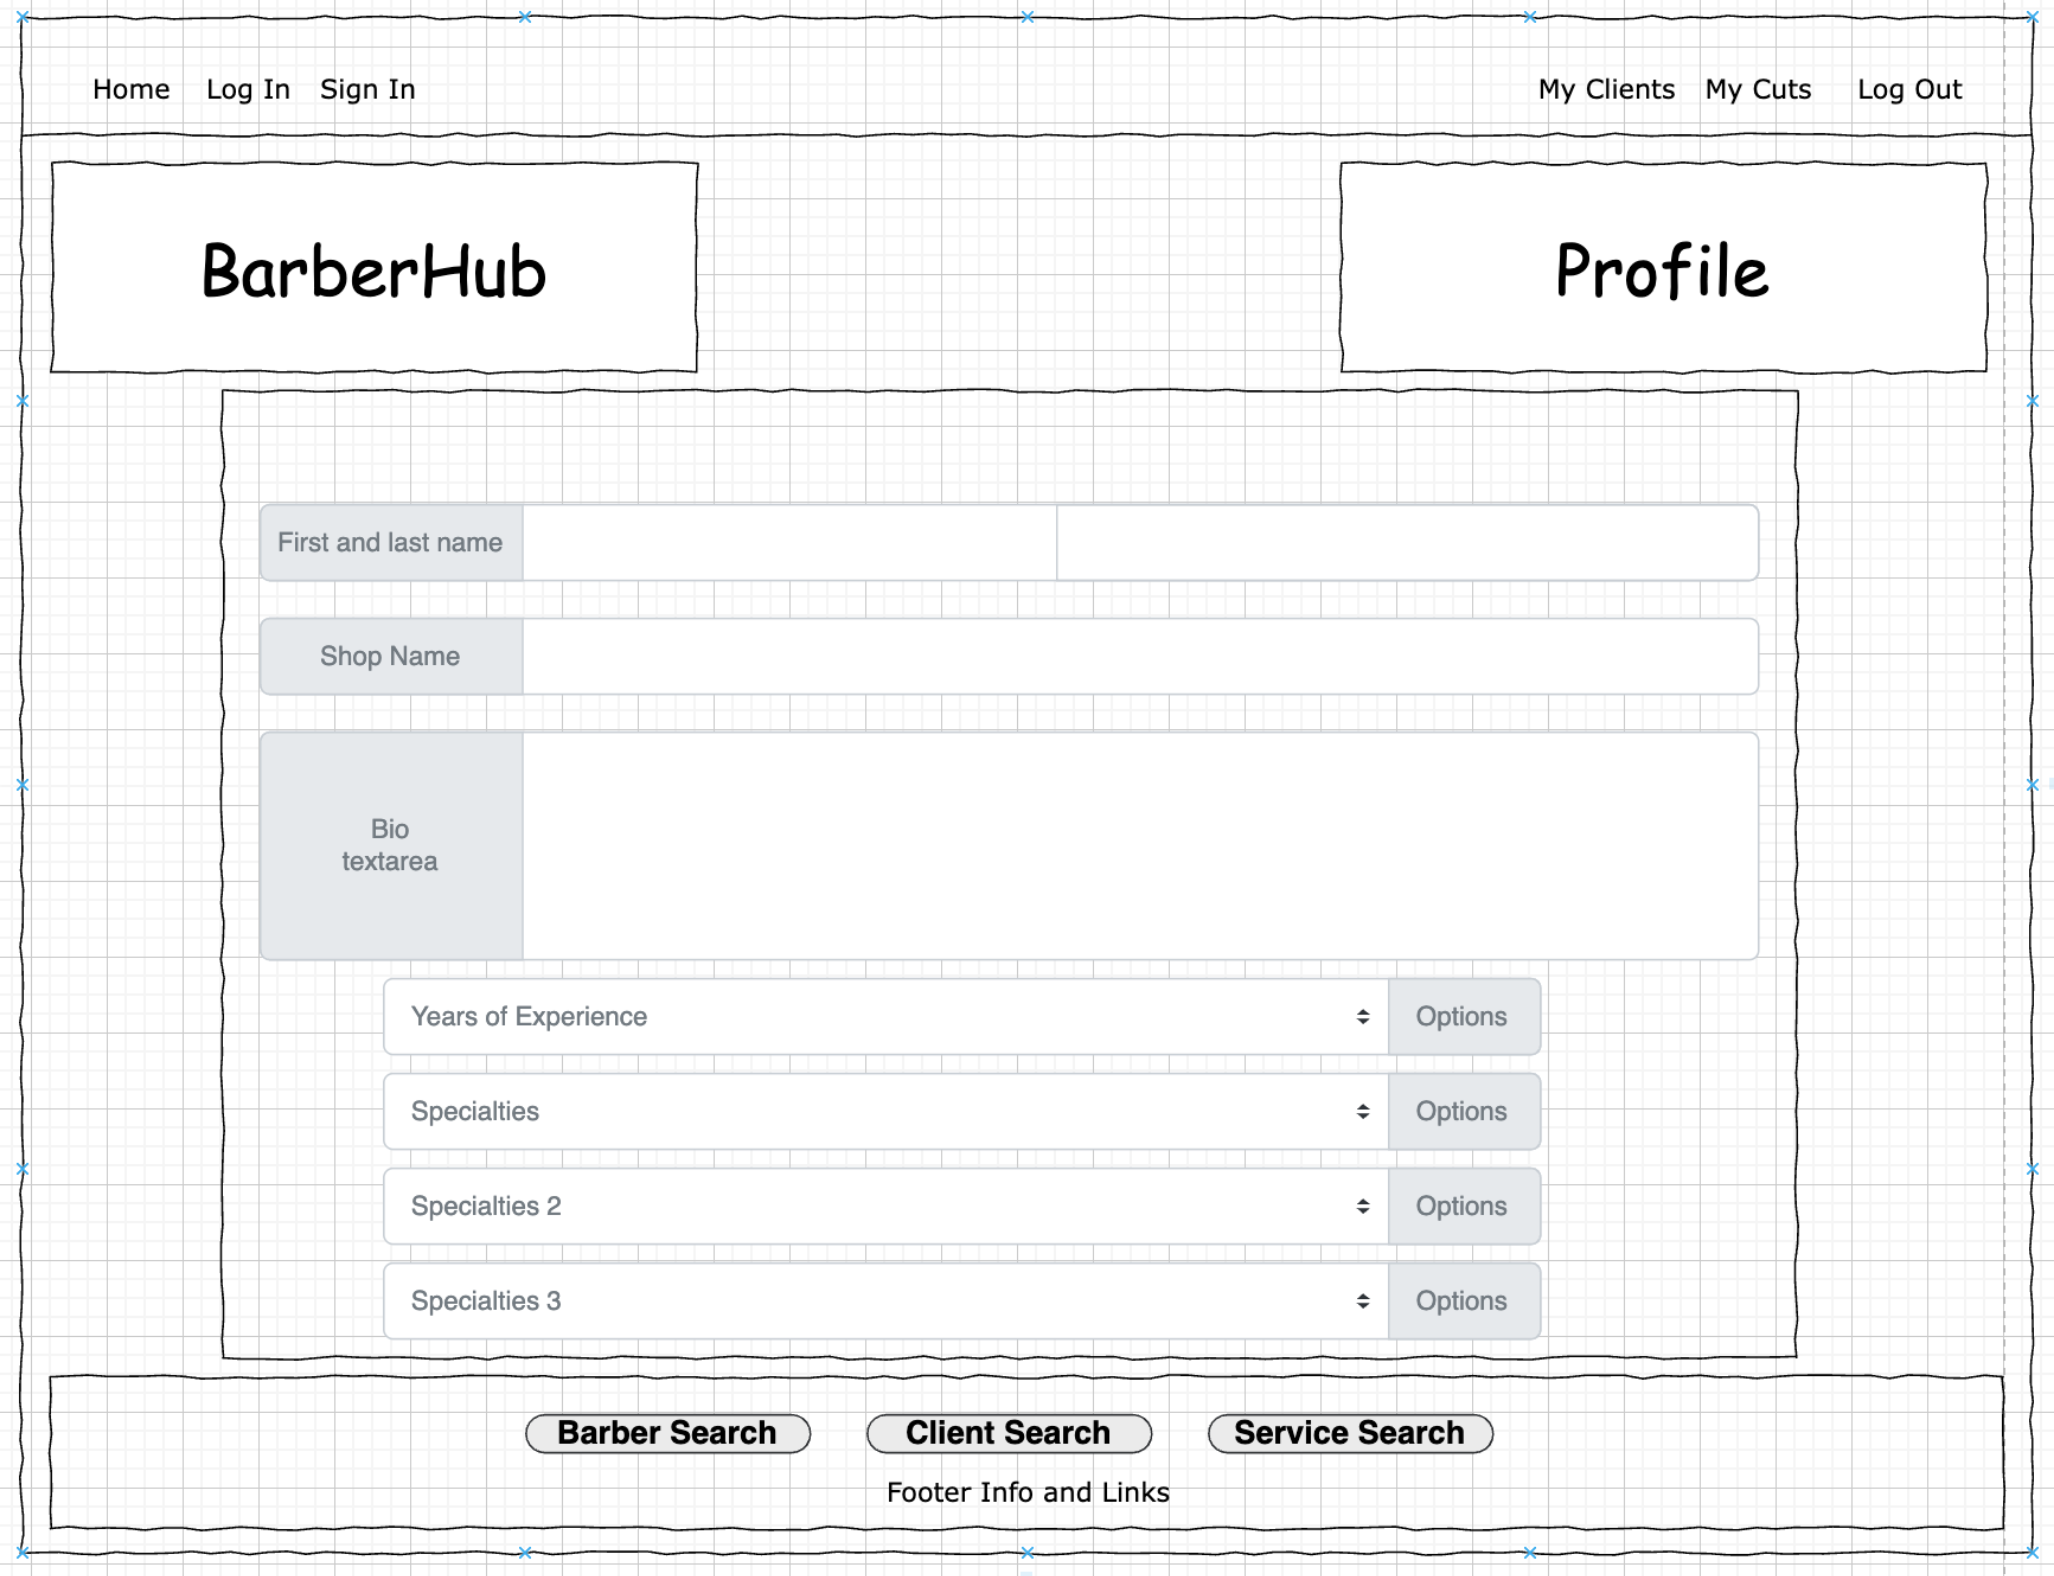 Home Log In Sign In My Clients My Cuts Log Out
BarberHub Profile
First and last name
Shop Name
Bio
textarea
Years of Experience Options
Specialties Options
Specialties 2 Options
Specialties 3 Options
Barber Search Client Search Service Search
Footer Info and Links